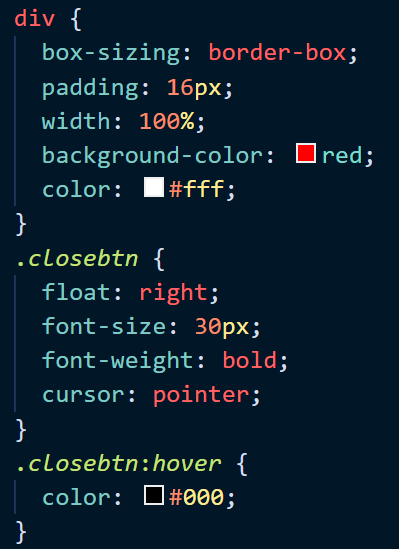 div {
  box-sizing: border-box;
  padding: 16px;
  width: 100%;
  background-color: red;
  color: #fff;
}
.closebtn {
  float: right;
  font-size: 30px;
  font-weight: bold;
  cursor: pointer;
}
.closebtn:hover {
  color: #000;
}